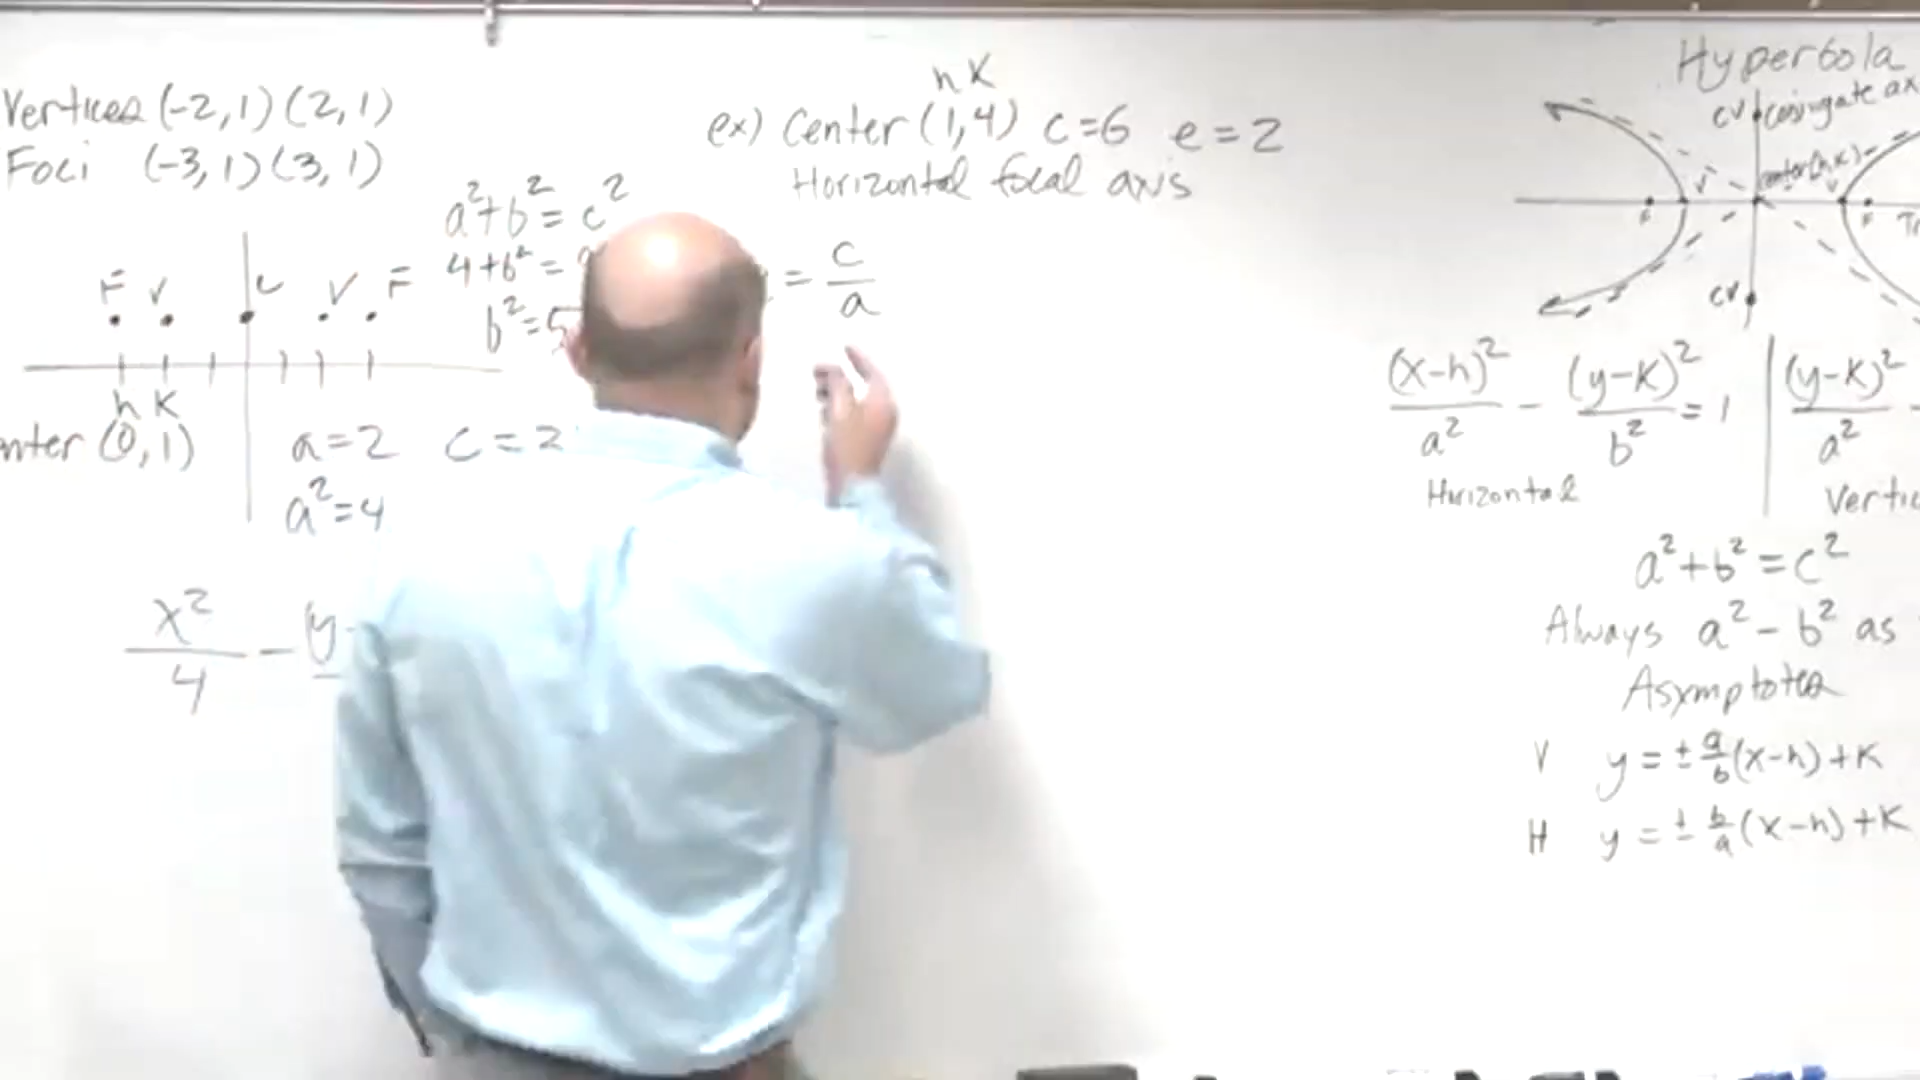 Vertices (-2,1) (2,1)
Foci (-3,1) (3,1)
a²+b²=c²
4+b²=
b²=5
F V C V F
h K
(0,1)
a=2 c=2
a²=4
x²/4 - (y-
h K
ex) Center (1,4) c=6 e=2
Horizontal focal axis
= c/a
Hyperbola
CV conjugate ax
center(h,K)
F V V F
CV
(x-h)²/a² - (y-K)²/b² = 1
(y-K)²/a² -
Horizontal
a²+b²=c²
Always a²-b² as
Asymptotes
V y=±a/b(x-h)+K
H y=±b/a(x-h)+K